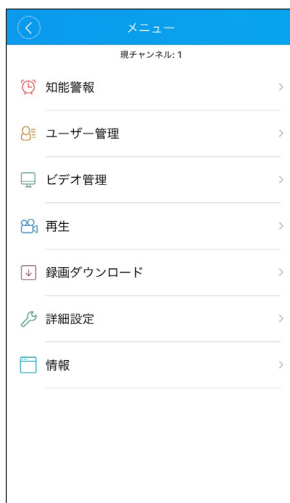 メニュー
現チャンネル: 1
知能警報
ユーザー管理
ビデオ管理
再生
録画ダウンロード
詳細設定
情報